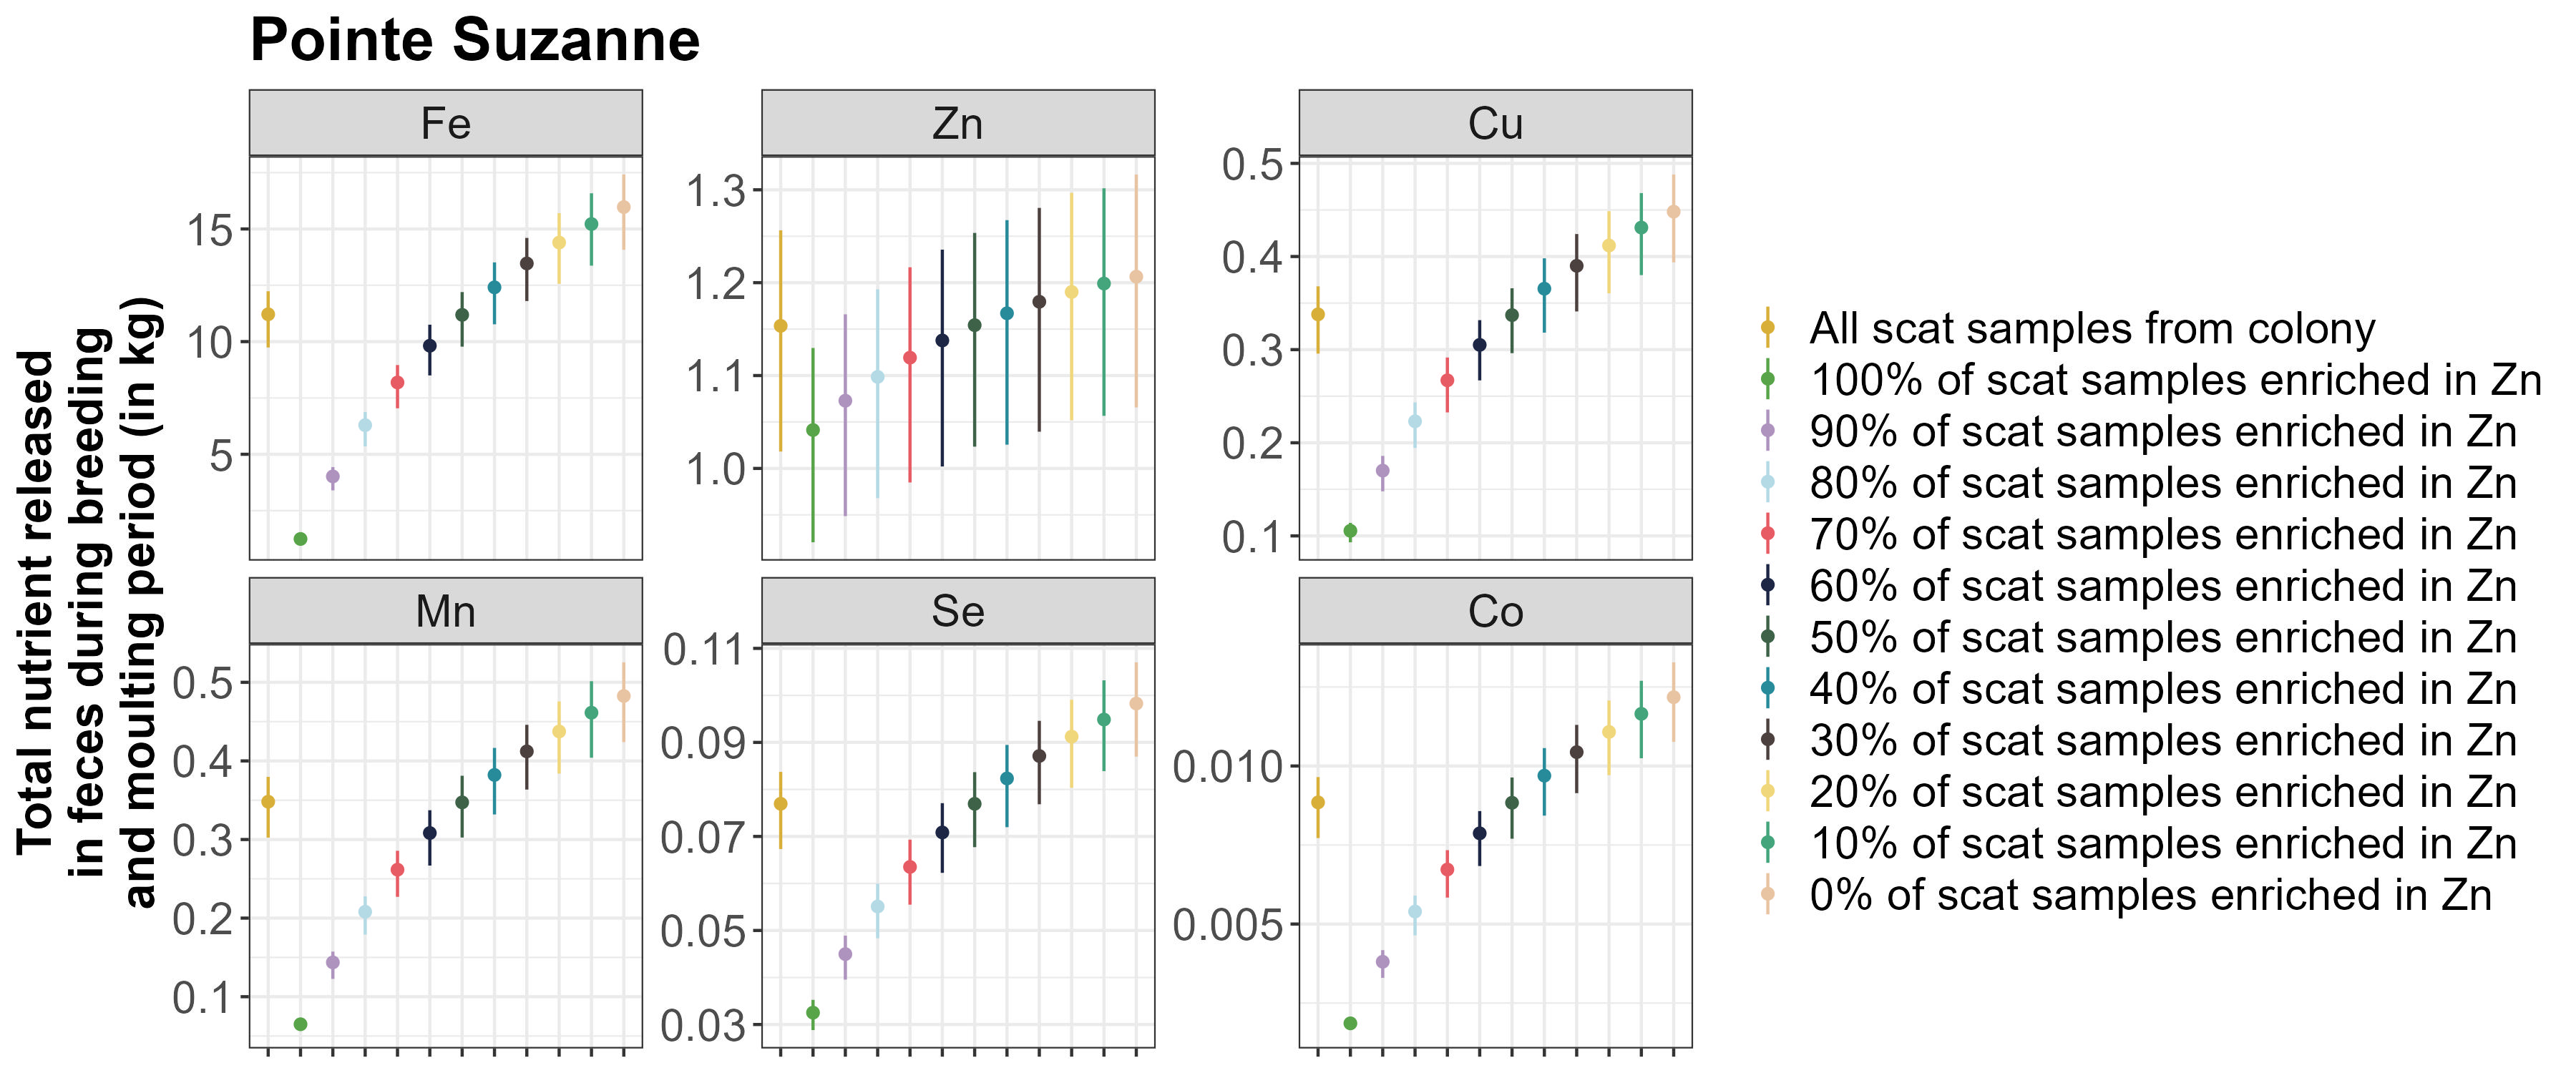 Pointe Suzanne
Total nutrient released
in feces during breeding
and moulting period (in kg)
Fe
15
10
5
Zn
1.3
1.2
1.1
1.0
Cu
0.5
0.4
0.3
0.2
0.1
Mn
0.5
0.4
0.3
0.2
0.1
Se
0.11
0.09
0.07
0.05
0.03
Co
0.010
0.005
All scat samples from colony
100% of scat samples enriched in Zn
90% of scat samples enriched in Zn
80% of scat samples enriched in Zn
70% of scat samples enriched in Zn
60% of scat samples enriched in Zn
50% of scat samples enriched in Zn
40% of scat samples enriched in Zn
30% of scat samples enriched in Zn
20% of scat samples enriched in Zn
10% of scat samples enriched in Zn
0% of scat samples enriched in Zn